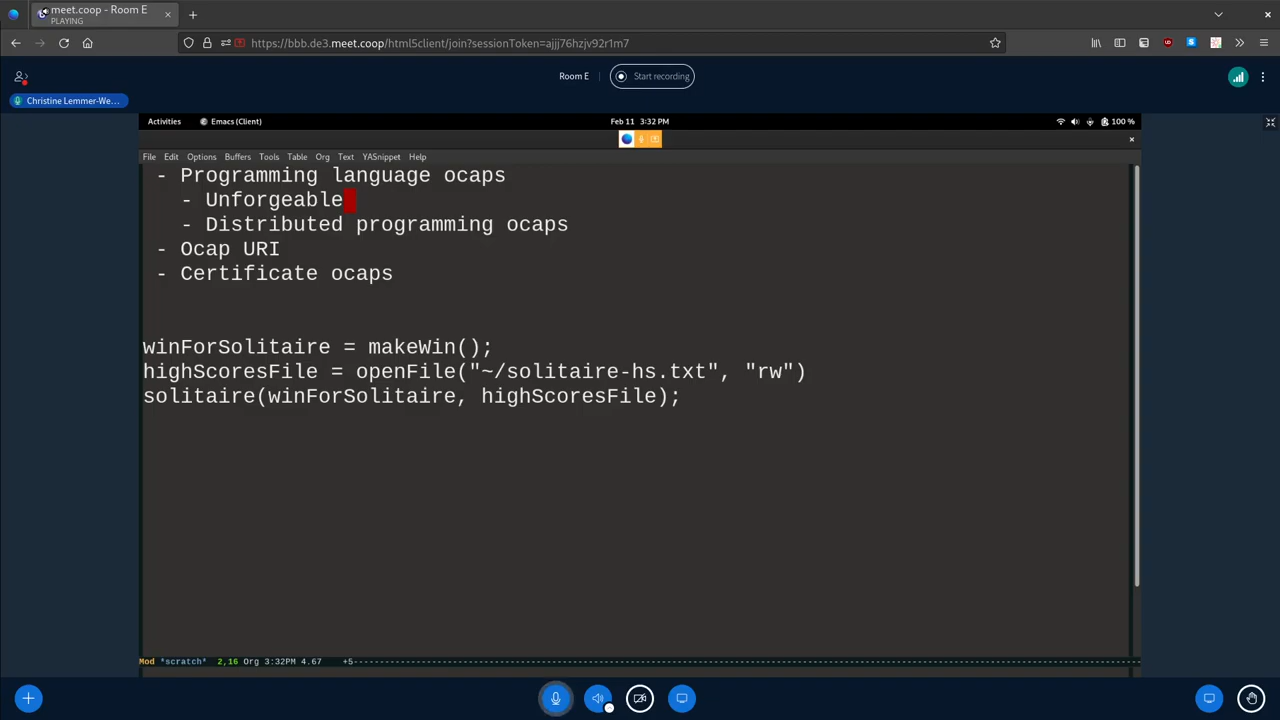 meet.coop - Room E
PLAYING
https://bbb.de3.meet.coop/html5client/join?sessionToken=ajjj76hzjv92r1m7
Room E
Start recording
Christine Lemmer-We...
Activities
Emacs (Client)
Feb 11 3:32 PM
100 %
File Edit Options Buffers Tools Table Org Text YASnippet Help
- Programming language ocaps
- Unforgeable
- Distributed programming ocaps
- Ocap URI
- Certificate ocaps
winForSolitaire = makeWin();
highScoresFile = openFile("~/solitaire-hs.txt", "rw")
solitaire(winForSolitaire, highScoresFile);
Mod *scratch* 2,16 Org 3:32PM 4.67 +5